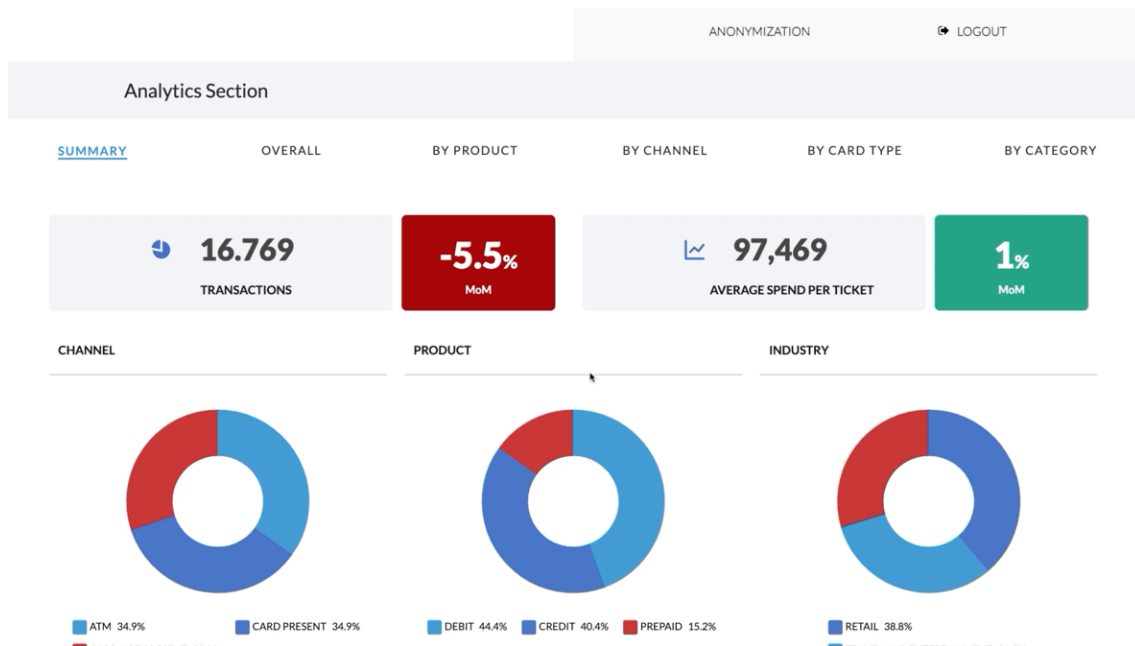 ANONYMIZATION LOGOUT
Analytics Section
SUMMARY OVERALL BY PRODUCT BY CHANNEL BY CARD TYPE BY CATEGORY
16.769 -5.5% 97,469 1%
TRANSACTIONS MoM AVERAGE SPEND PER TICKET MoM
CHANNEL PRODUCT INDUSTRY
ATM 34.9% CARD PRESENT 34.9% DEBIT 44.4% CREDIT 40.4% PREPAID 15.2% RETAIL 38.8%